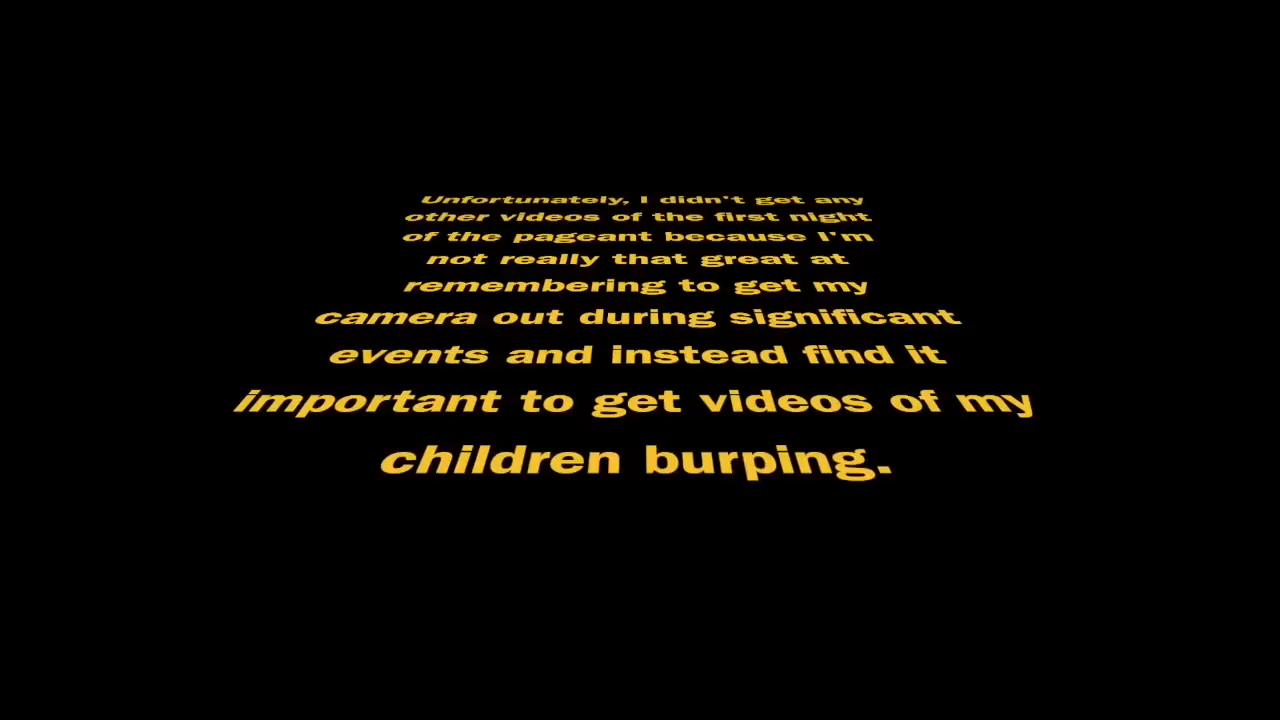 Unfortunately, I didn't get any
other videos of the first night
of the pageant because I'm
not really that great at
remembering to get my
camera out during significant
events and instead find it
important to get videos of my
children burping.